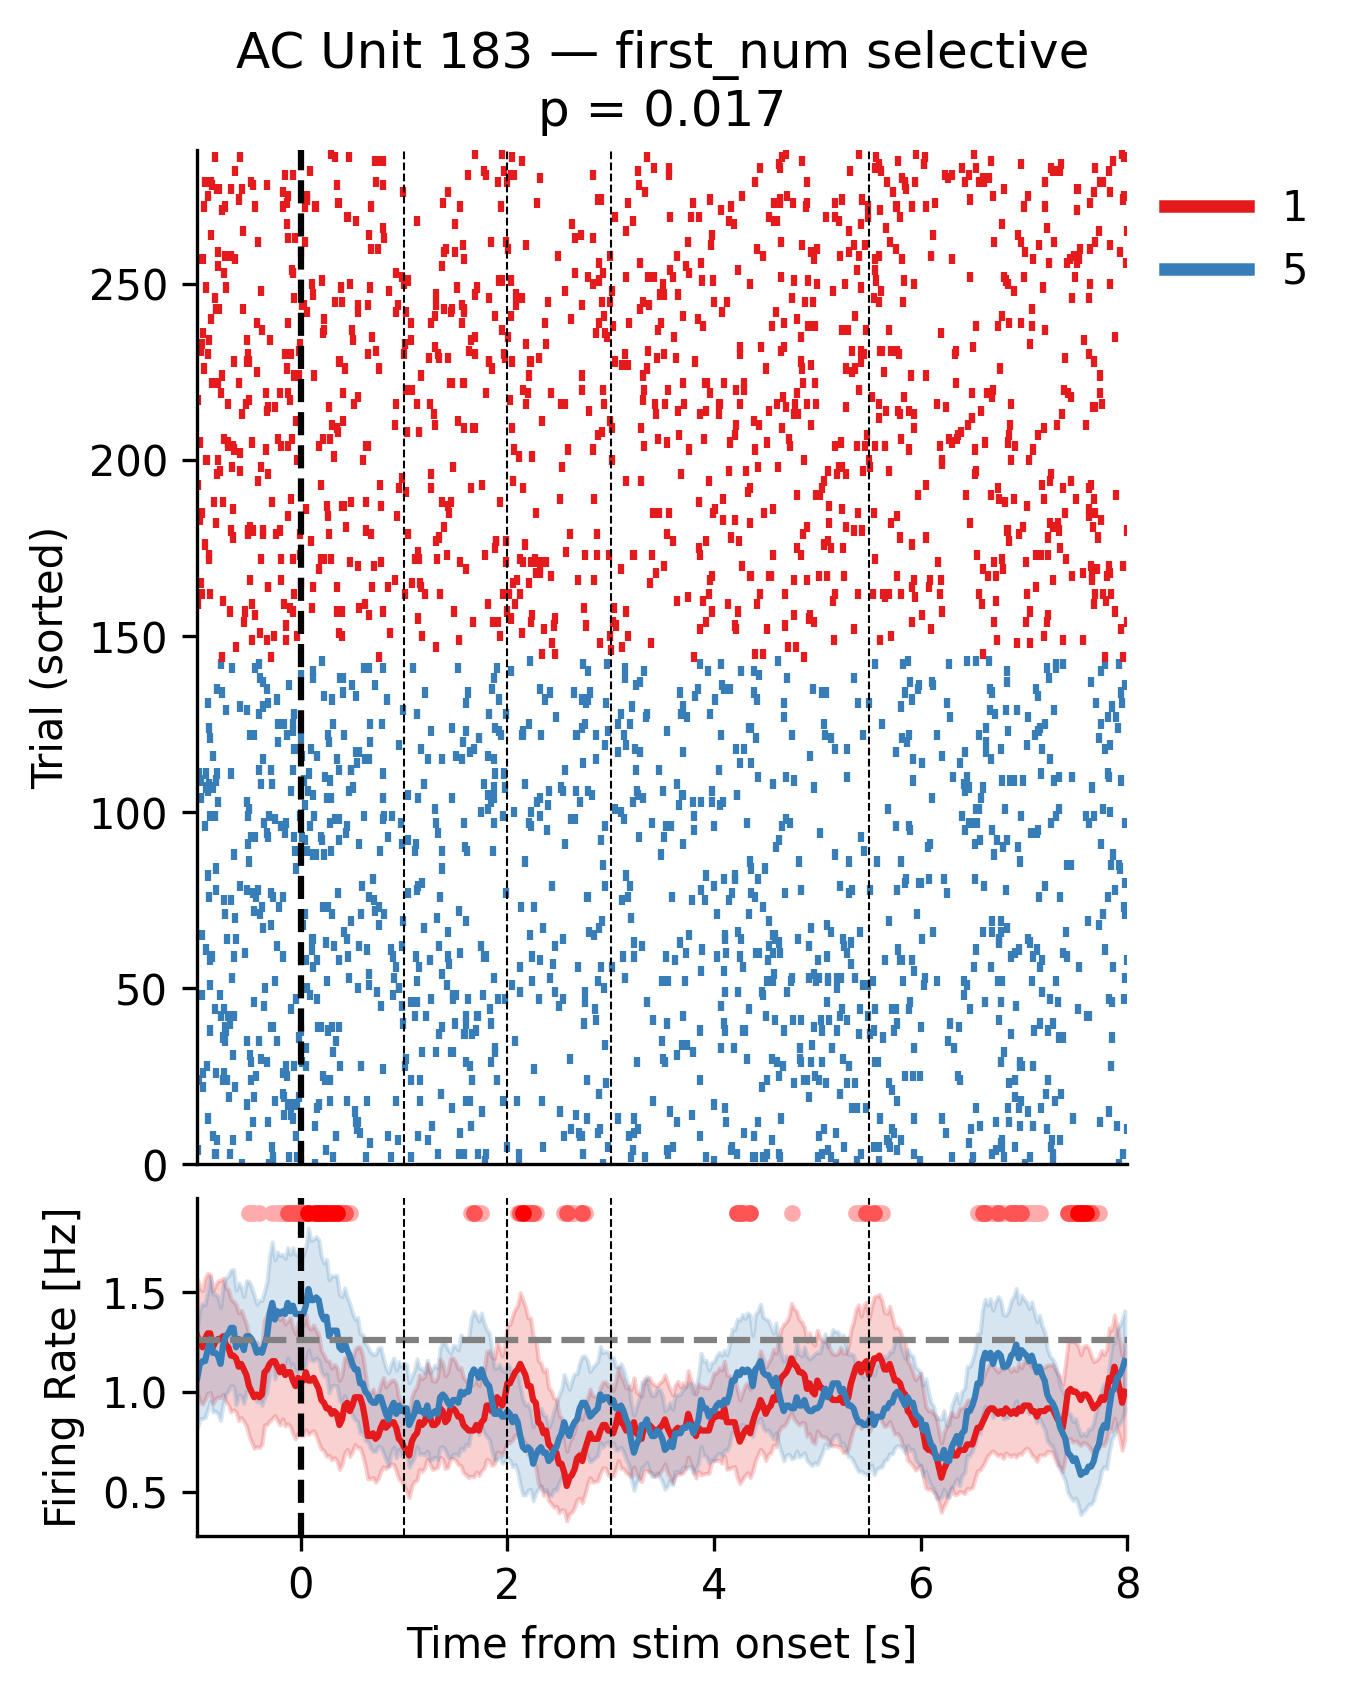 AC Unit 183 — first_num selective
p = 0.017
1
5
Trial (sorted)
250
200
150
100
50
0
Firing Rate [Hz]
1.5
1.0
0.5
0 2 4 6 8
Time from stim onset [s]